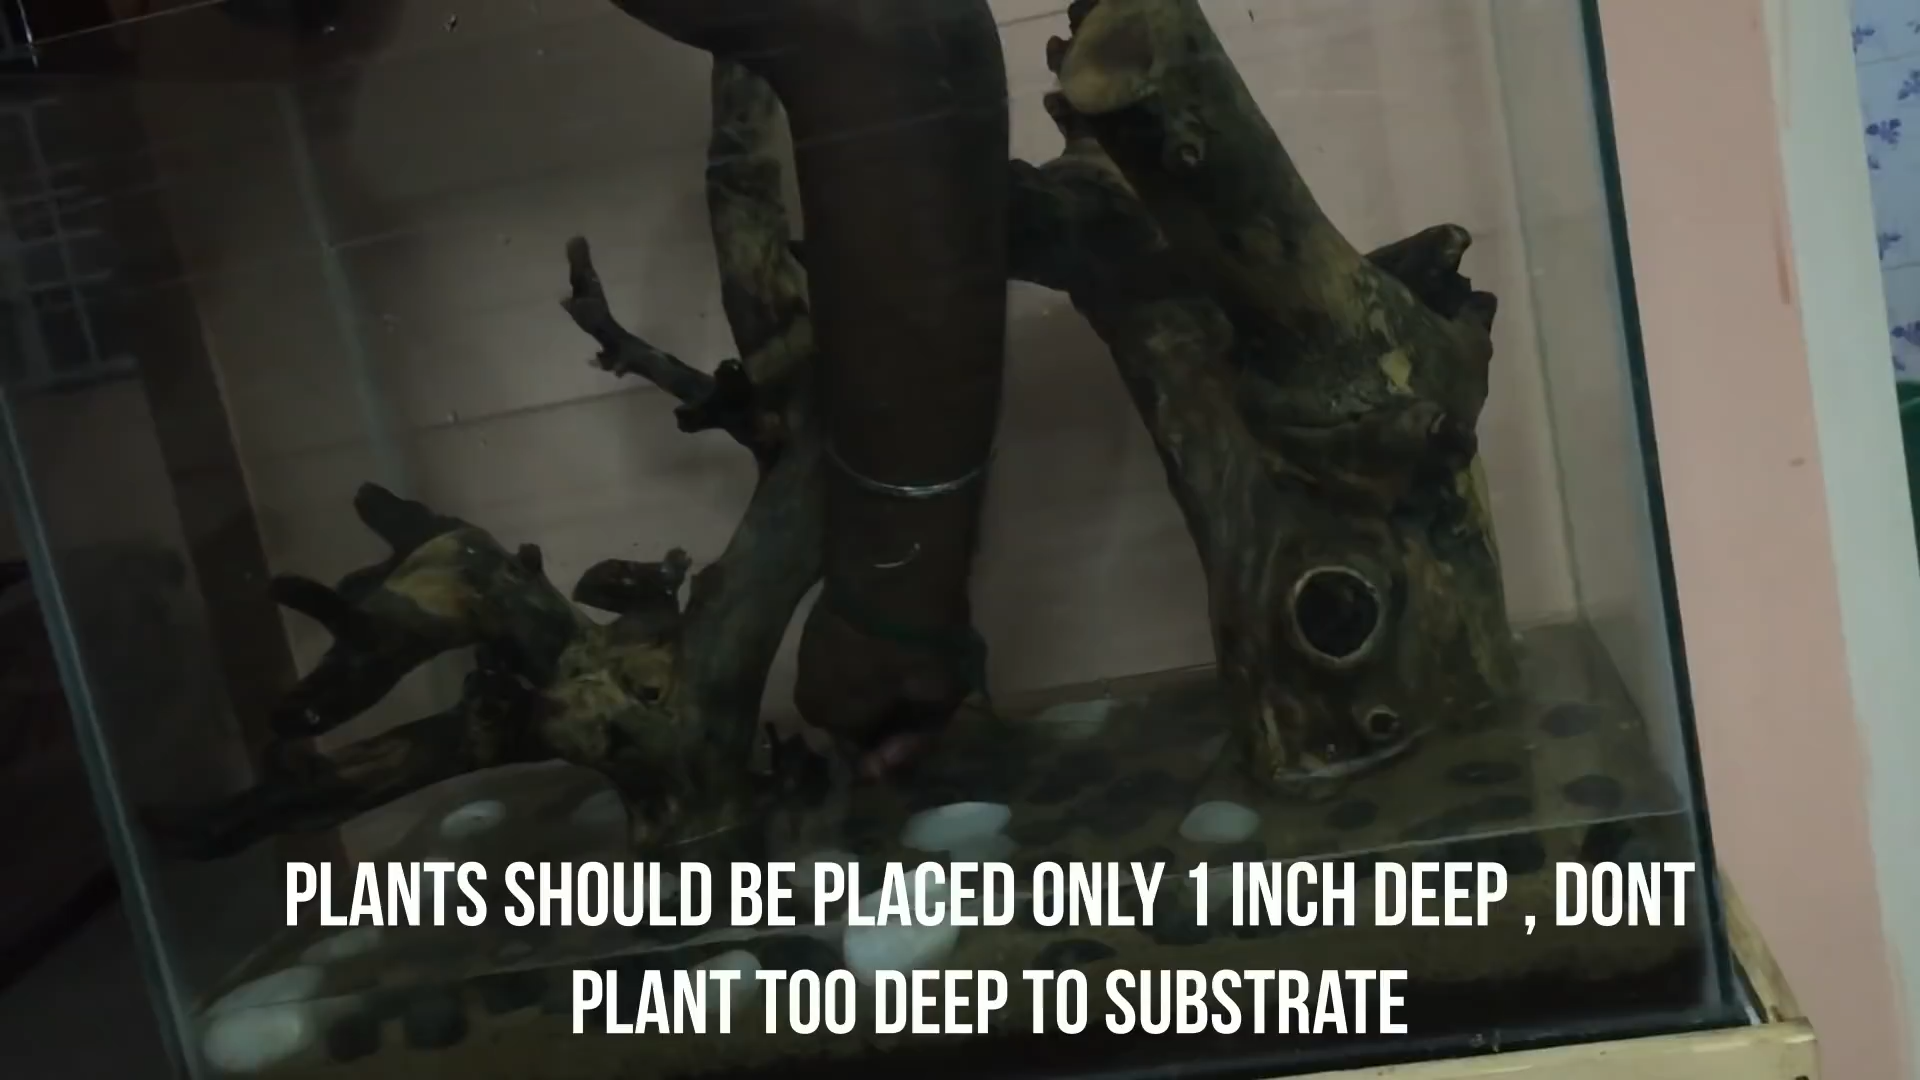 PLANTS SHOULD BE PLACED ONLY 1 INCH DEEP , DONT
PLANT TOO DEEP TO SUBSTRATE